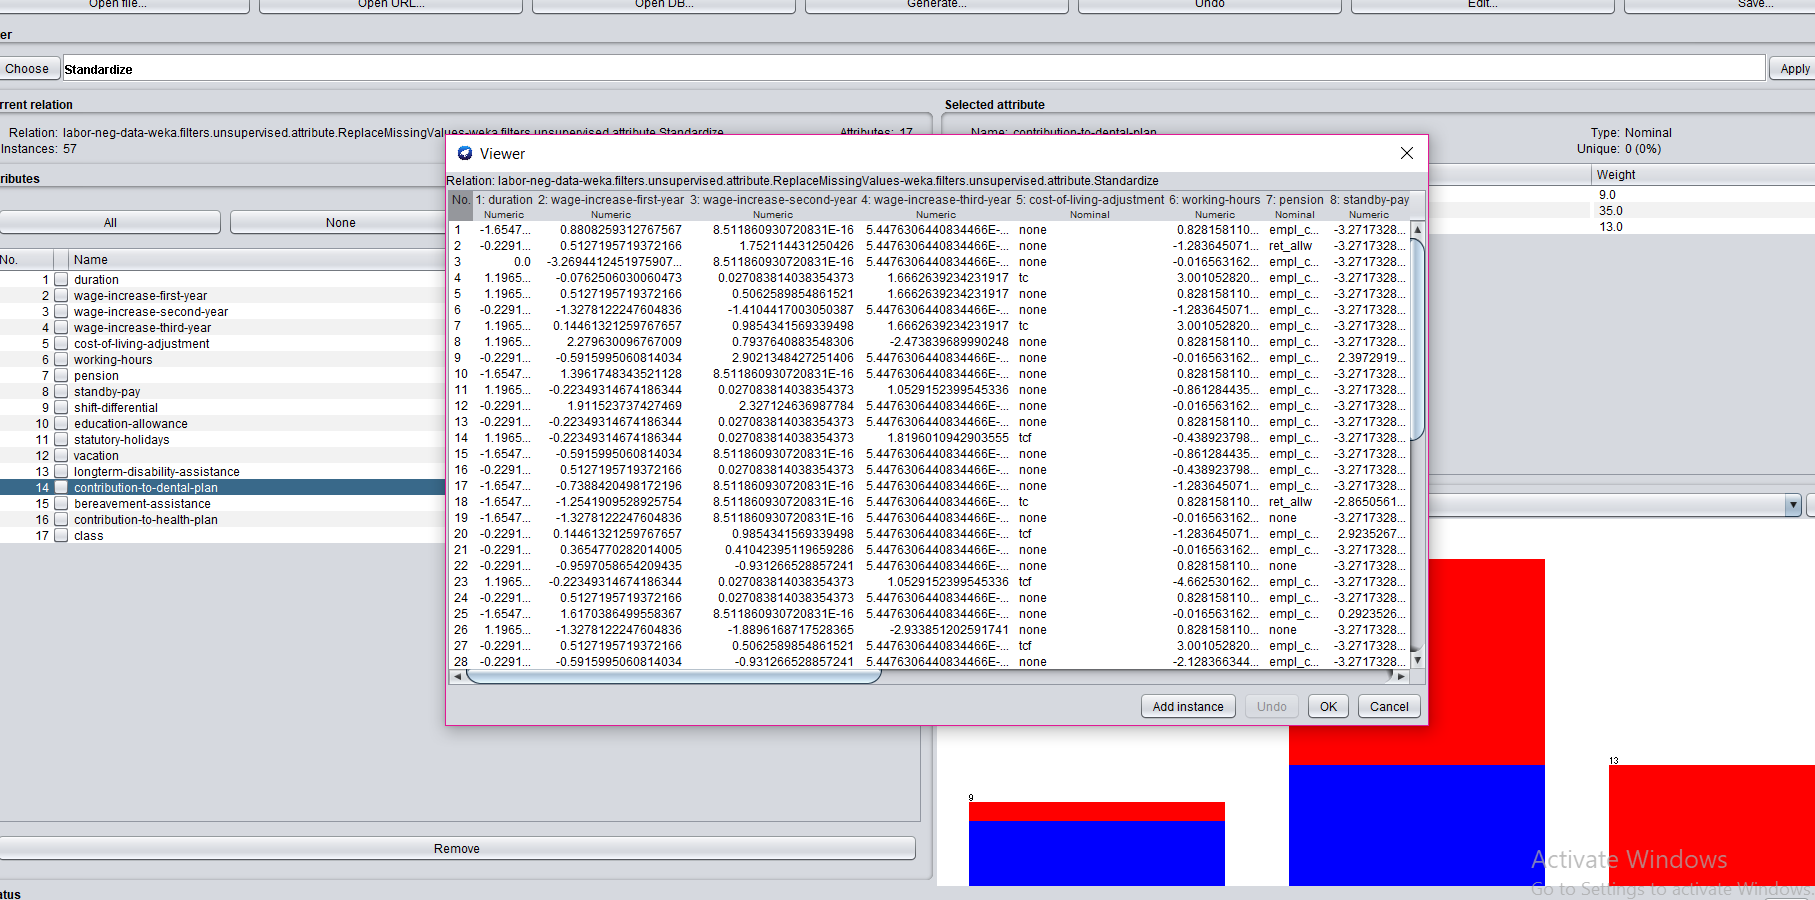 Open file... Open URL... Open DB... Generate... Undo Edit... Save...
er
Choose Standardize Apply
rrent relation Selected attribute
Relation: labor-neg-data-weka.filters.unsupervised.attribute.ReplaceMissingValues-weka.filters.unsupervised.attribute.Standardize Attributes: 17 Name: contribution-to-dental-plan Type: Nominal
Instances: 57 Unique: 0 (0%)
Viewer
Weight
ributes
Relation: labor-neg-data-weka.filters.unsupervised.attribute.ReplaceMissingValues-weka.filters.unsupervised.attribute.Standardize
9.0
35.0
13.0
All None
No. Name
1 duration
2 wage-increase-first-year
3 wage-increase-second-year
4 wage-increase-third-year
5 cost-of-living-adjustment
6 working-hours
7 pension
8 standby-pay
9 shift-differential
10 education-allowance
11 statutory-holidays
12 vacation
13 longterm-disability-assistance
14 contribution-to-dental-plan
15 bereavement-assistance
16 contribution-to-health-plan
17 class
No. 1: duration 2: wage-increase-first-year 3: wage-increase-second-year 4: wage-increase-third-year 5: cost-of-living-adjustment 6: working-hours 7: pension 8: standby-pay
Numeric Numeric Numeric Numeric Nominal Numeric Nominal Numeric
1 -1.6547... 0.8808259312767567 8.511860930720831E-16 5.4476306440834466E-... none 0.828158110... empl_c... -3.2717328...
2 -0.2291... 0.5127195719372166 1.752114431250426 5.4476306440834466E-... none -1.283645071... ret_allw -3.2717328...
3 0.0 -3.2694412451975907... 8.511860930720831E-16 5.4476306440834466E-... none -0.016563162... empl_c... -3.2717328...
4 1.1965... -0.0762506030060473 0.027083814038354373 1.6662639234231917 tc 3.001052820... empl_c... -3.2717328...
5 1.1965... 0.5127195719372166 0.5062589854861521 1.6662639234231917 none 0.828158110... empl_c... -3.2717328...
6 -0.2291... -1.3278122247604836 -1.4104417003050387 5.4476306440834466E-... none -1.283645071... empl_c... -3.2717328...
7 1.1965... 0.14461321259767657 0.9854341569339498 1.6662639234231917 tc 3.001052820... empl_c... -3.2717328...
8 1.1965... 2.279630096767009 0.7937640883548306 -2.473839689990248 none 0.828158110... empl_c... -3.2717328...
9 -0.2291... -0.5915995060814034 2.9021348427251406 5.4476306440834466E-... none -0.016563162... empl_c... 2.3972919...
10 -1.6547... 1.3961748343521128 8.511860930720831E-16 5.4476306440834466E-... none 0.828158110... empl_c... -3.2717328...
11 1.1965... -0.22349314674186344 0.027083814038354373 1.0529152399545336 none -0.861284435... empl_c... -3.2717328...
12 -0.2291... 1.911523737427469 2.327124636987784 5.4476306440834466E-... none -0.016563162... empl_c... -3.2717328...
13 -0.2291... -0.22349314674186344 0.027083814038354373 5.4476306440834466E-... none 0.828158110... empl_c... -3.2717328...
14 1.1965... -0.22349314674186344 0.027083814038354373 1.8196010942903555 tcf -0.438923798... empl_c... -3.2717328...
15 -1.6547... -0.5915995060814034 8.511860930720831E-16 5.4476306440834466E-... none -0.861284435... empl_c... -3.2717328...
16 -0.2291... 0.5127195719372166 0.027083814038354373 5.4476306440834466E-... none -0.438923798... empl_c... -3.2717328...
17 -1.6547... -0.7388420498172196 8.511860930720831E-16 5.4476306440834466E-... none -1.283645071... empl_c... -3.2717328...
18 -1.6547... -1.2541909528925754 8.511860930720831E-16 5.4476306440834466E-... tc 0.828158110... ret_allw -2.8650561...
19 -1.6547... -1.3278122247604836 8.511860930720831E-16 5.4476306440834466E-... none -0.016563162... none -3.2717328...
20 -0.2291... 0.14461321259767657 0.9854341569339498 5.4476306440834466E-... tcf -1.283645071... empl_c... 2.9235267...
21 -0.2291... 0.3654770282014005 0.41042395119659286 5.4476306440834466E-... none -0.016563162... empl_c... -3.2717328...
22 -0.2291... -0.9597058654209435 -0.931266528857241 5.4476306440834466E-... none 0.828158110... none -3.2717328...
23 1.1965... -0.22349314674186344 0.027083814038354373 1.0529152399545336 tcf -4.662530162... empl_c... -3.2717328...
24 -0.2291... 0.5127195719372166 0.027083814038354373 5.4476306440834466E-... none 0.828158110... empl_c... -3.2717328...
25 -1.6547... 1.6170386499558367 8.511860930720831E-16 5.4476306440834466E-... none -0.016563162... empl_c... 0.2923526...
26 1.1965... -1.3278122247604836 -1.8896168717528365 -2.933851202591741 none 0.828158110... none -3.2717328...
27 -0.2291... 0.5127195719372166 0.5062589854861521 5.4476306440834466E-... tcf 3.001052820... empl_c... -3.2717328...
28 -0.2291... -0.5915995060814034 -0.931266528857241 5.4476306440834466E-... none -2.128366344... empl_c... -3.2717328...
Add instance Undo OK Cancel
13
9
Remove
Activate Windows
Go to Settings to activate Windows.
atus